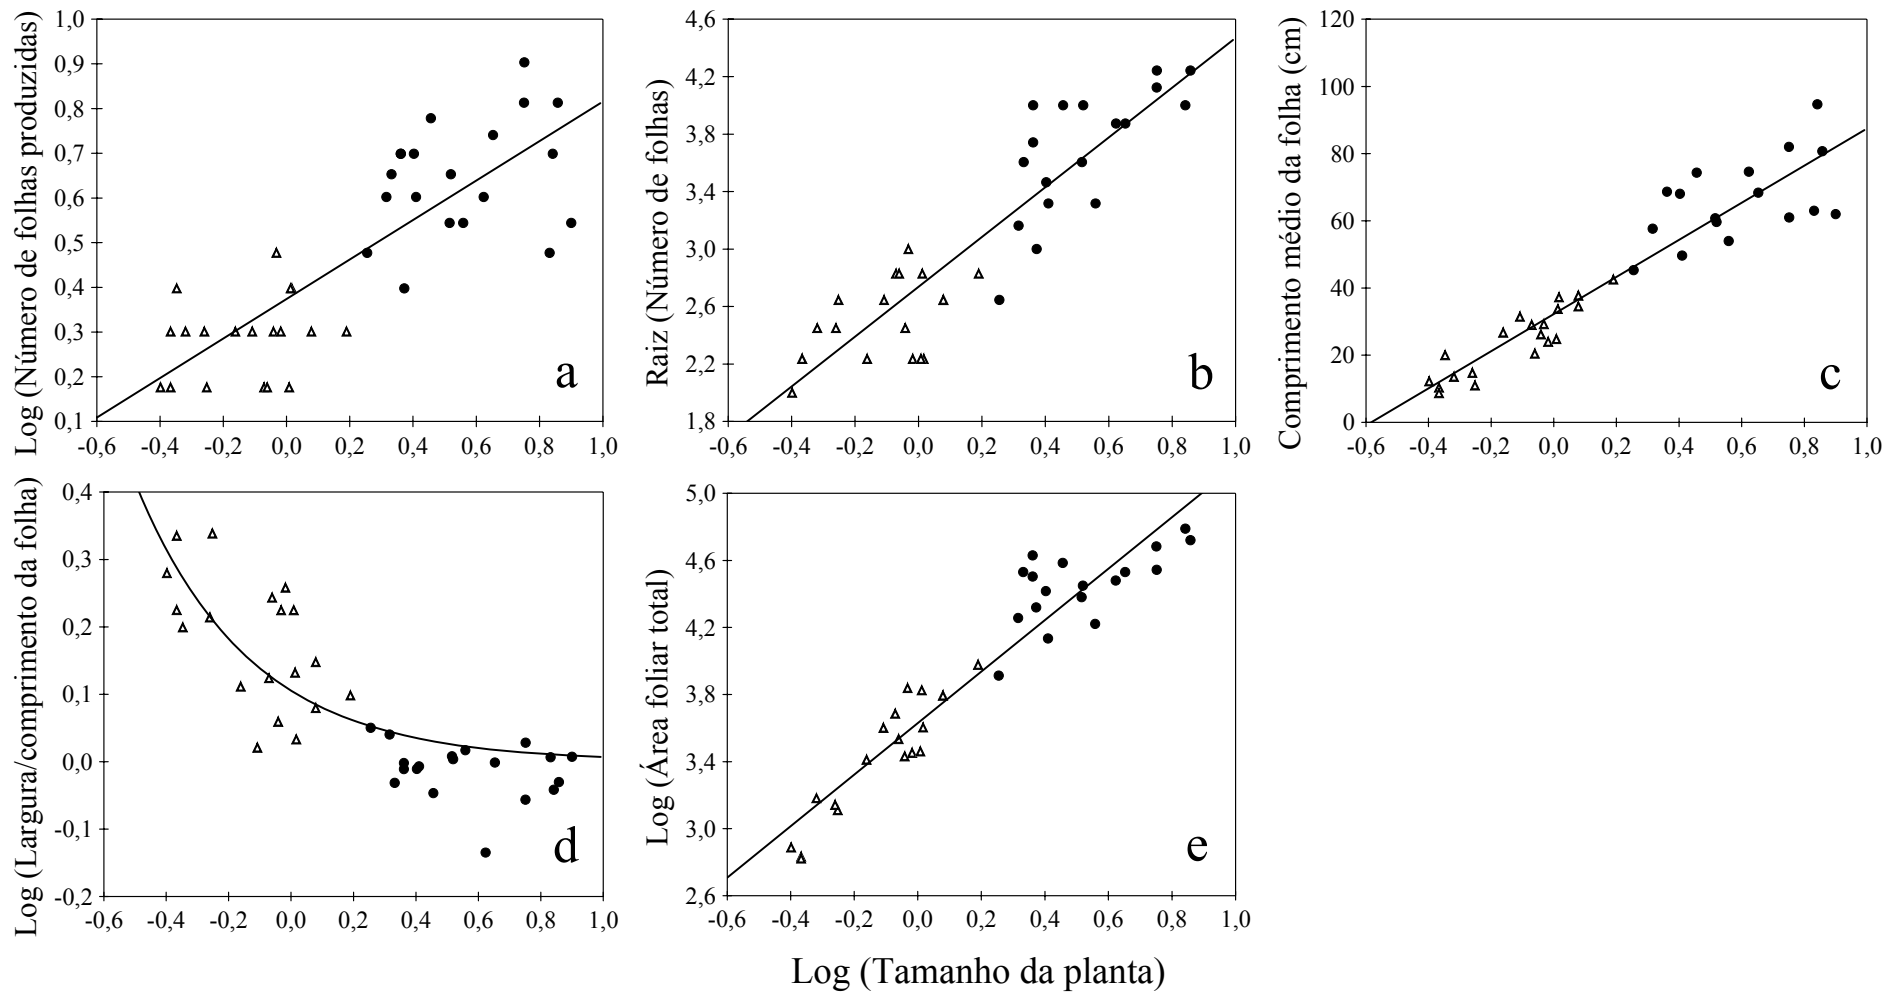 Log (Número de folhas produzidas)
1,0
0,9
0,8
0,7
0,6
0,5
0,4
0,3
0,2
0,1
-0,6 -0,4 -0,2 0,0 0,2 0,4 0,6 0,8 1,0
a
Raiz (Número de folhas)
4,6
4,2
3,8
3,4
3,0
2,6
2,2
1,8
-0,6 -0,4 -0,2 0,0 0,2 0,4 0,6 0,8 1,0
b
Comprimento médio da folha (cm)
120
100
80
60
40
20
0
-0,6 -0,4 -0,2 0,0 0,2 0,4 0,6 0,8 1,0
c
Log (Largura/comprimento da folha)
0,4
0,3
0,2
0,1
0,0
-0,1
-0,2
-0,6 -0,4 -0,2 0,0 0,2 0,4 0,6 0,8 1,0
d
Log (Área foliar total)
5,0
4,6
4,2
3,8
3,4
3,0
2,6
-0,6 -0,4 -0,2 0,0 0,2 0,4 0,6 0,8 1,0
e
Log (Tamanho da planta)